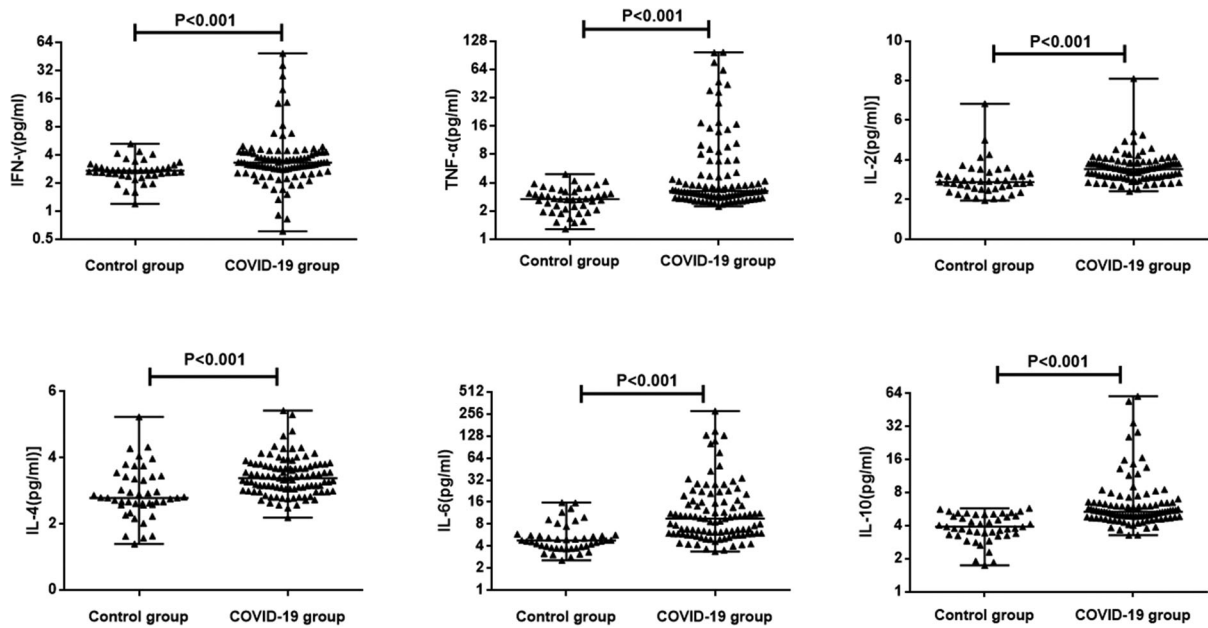 P<0.001
IFN-γ(pg/ml)
64
32
16
8
4
2
1
0.5
Control group
COVID-19 group
P<0.001
TNF-α(pg/ml)
128
64
32
16
8
4
2
1
Control group
COVID-19 group
P<0.001
IL-2(pg/ml)]
10
8
6
4
2
0
Control group
COVID-19 group
P<0.001
IL-4(pg/ml)]
6
4
2
0
Control group
COVID-19 group
P<0.001
IL-6(pg/ml)
512
256
128
64
32
16
8
4
2
1
Control group
COVID-19 group
P<0.001
IL-10(pg/ml)
64
32
16
8
4
2
1
Control group
COVID-19 group